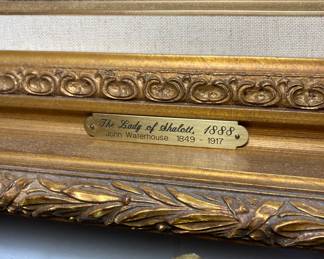 The Lady of Shalott, 1888
John Waterhouse 1849 - 1917